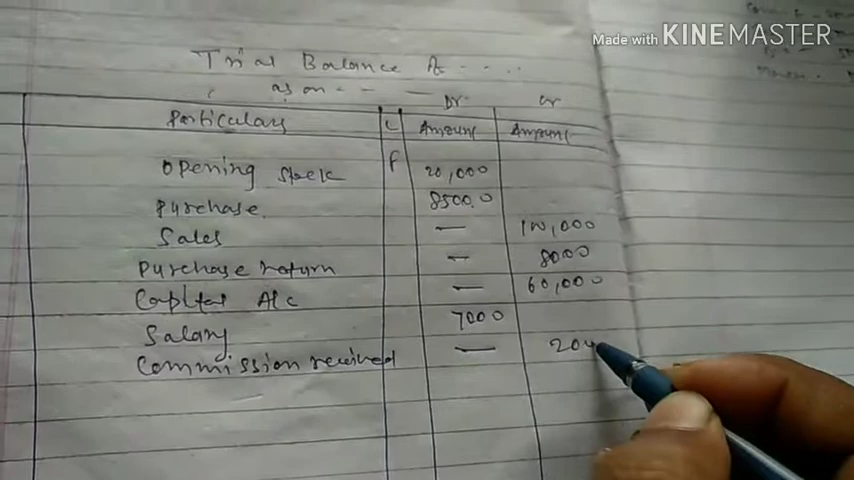 Made with KINEMASTER
Trial Balance A ....
as on - - -
Dr. Cr
Particulars L Amount Amount
Opening stock f 20,000
Purchase. 8500.0
Sales — 100,000
Purchase return — 8000
Capital A/c — 60,000
Salary 7000
Commission received — 20